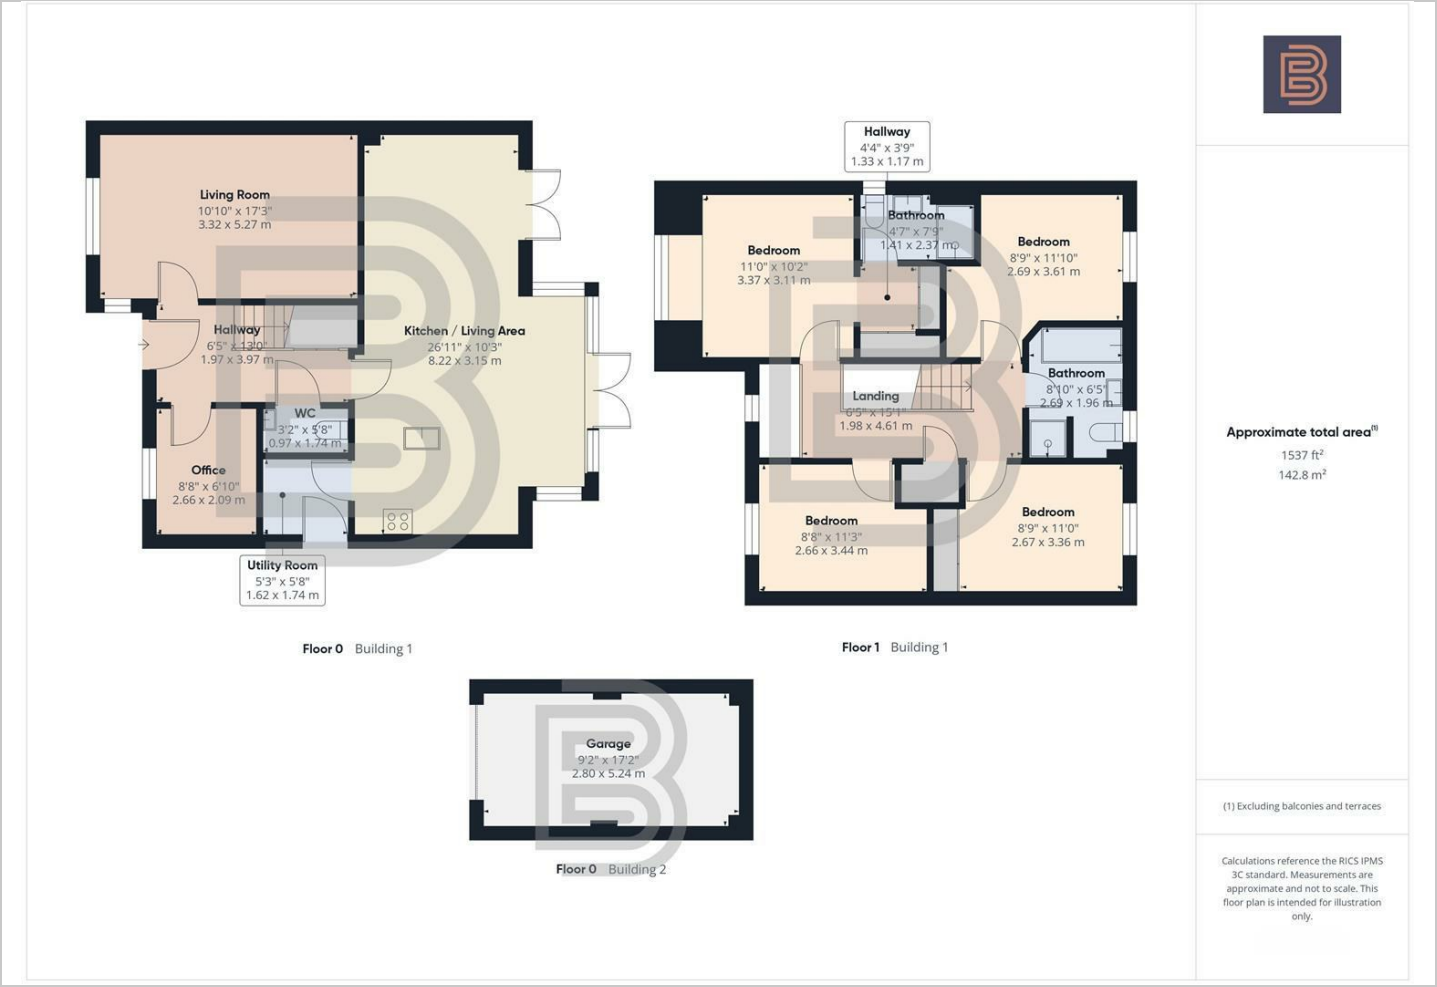 Living Room
10'10" x 17'3"
3.32 x 5.27 m
Hallway
6'5" x 13'0"
1.97 x 3.97 m
Kitchen / Living Area
26'11" x 10'3"
8.22 x 3.15 m
WC
3'2" x 5'8"
0.97 x 1.74 m
Office
8'8" x 6'10"
2.66 x 2.09 m
Utility Room
5'3" x 5'8"
1.62 x 1.74 m
Floor 0 Building 1
Hallway
4'4" x 3'9"
1.33 x 1.17 m
Bathroom
4'7" x 7'9"
1.41 x 2.37 m
Bedroom
11'0" x 10'2"
3.37 x 3.11 m
Bedroom
8'9" x 11'10"
2.69 x 3.61 m
Bathroom
8'10" x 6'5"
2.69 x 1.96 m
Landing
6'5" x 15'1"
1.98 x 4.61 m
Bedroom
8'8" x 11'3"
2.66 x 3.44 m
Bedroom
8'9" x 11'0"
2.67 x 3.36 m
Floor 1 Building 1
Garage
9'2" x 17'2"
2.80 x 5.24 m
Floor 0 Building 2
B
Approximate total area(1)
1537 ft²
142.8 m²
(1) Excluding balconies and terraces
Calculations reference the RICS IPMS
3C standard. Measurements are
approximate and not to scale. This
floor plan is intended for illustration
only.